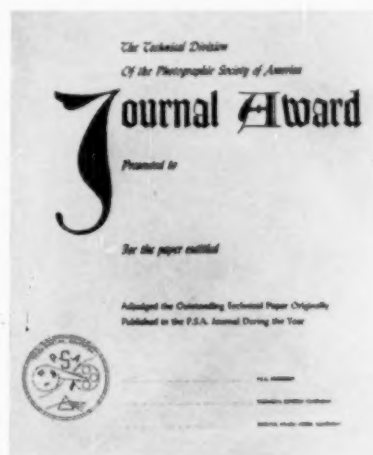 The Technical Division
Of the Photographic Society of America
Journal Award
Presented to
For the paper entitled
Adjudged the Outstanding Technical Paper Originally
Published in the P.S.A. Journal During the Year
P.S.A.